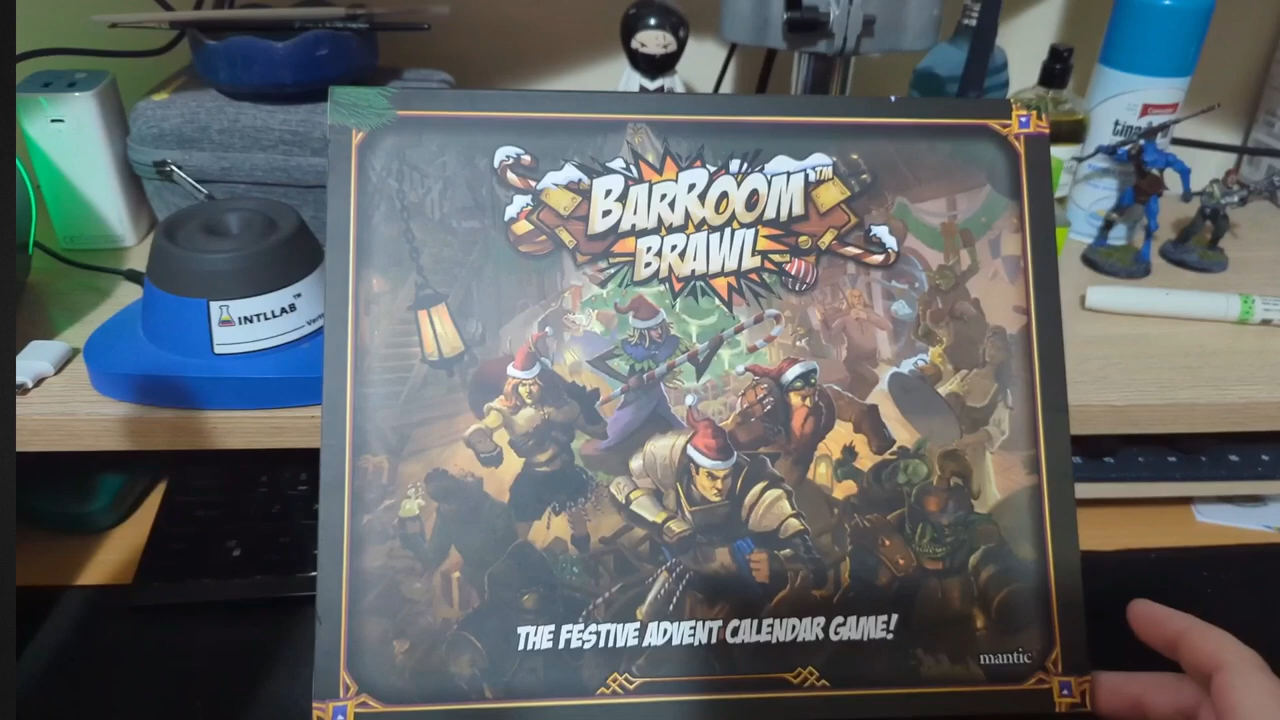 BARROOM™
BRAWL
THE FESTIVE ADVENT CALENDAR GAME!
mantic
INTLLAB™